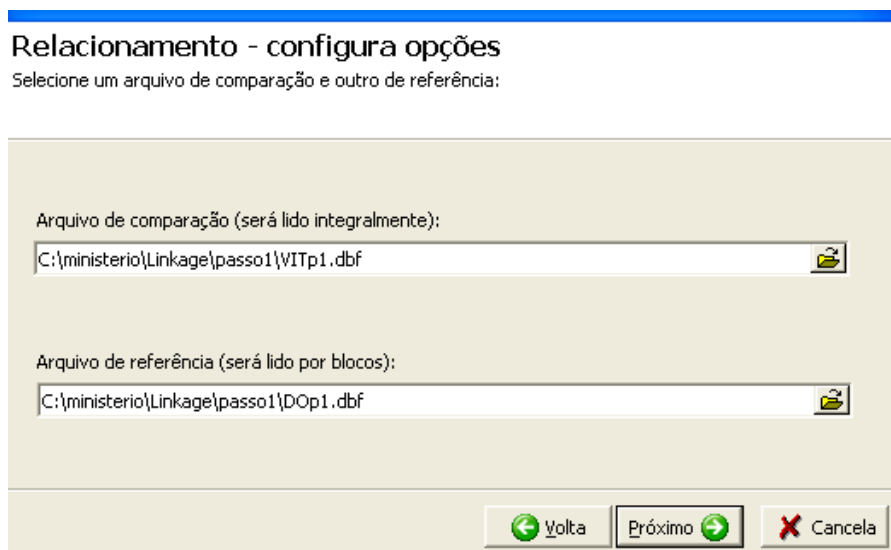 Relacionamento - configura opções
Selecione um arquivo de comparação e outro de referência:
Arquivo de comparação (será lido integralmente):
C:\ministerio\Linkage\passo1\VITp1.dbf
Arquivo de referência (será lido por blocos):
C:\ministerio\Linkage\passo1\DOp1.dbf
Volta Próximo Cancela